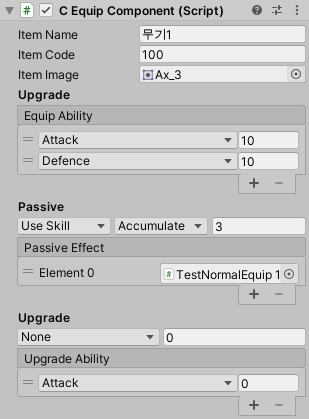 C Equip Component (Script)
Item Name 무기1
Item Code 100
Item Image Ax_3
Upgrade
Equip Ability
Attack 10
Defence 10
Passive
Use Skill Accumulate 3
Passive Effect
Element 0 TestNormalEquip 1
Upgrade
None 0
Upgrade Ability
Attack 0